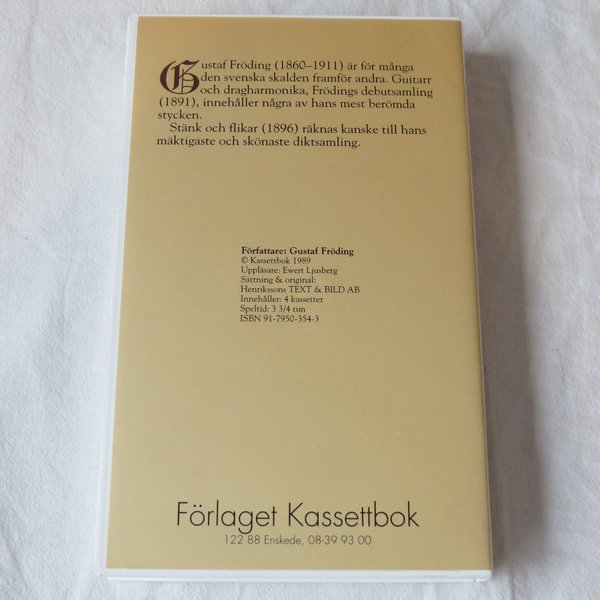 Gustaf Fröding (1860–1911) är för många
den svenska skalden framför andra. Guitarr
och dragharmonika, Frödings debutsamling
(1891), innehåller några av hans mest berömda
stycken.
Stänk och flikar (1896) räknas kanske till hans
mäktigaste och skönaste diktsamling.
Författare: Gustaf Fröding
© Kassettbok 1989
Uppläsare: Ewert Ljusberg
Sättning & original:
Henrikssons TEXT & BILD AB
Innehåller: 4 kassetter
Speltid: 3 3/4 tim
ISBN 91-7950-354-3
Förlaget Kassettbok
122 88 Enskede, 08-39 93 00